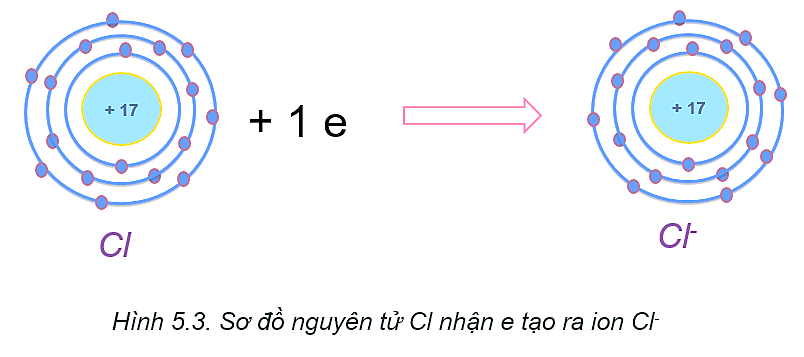 + 17
+ 1 e
+ 17
Cl
Cl-
Hình 5.3. Sơ đồ nguyên tử Cl nhận e tạo ra ion Cl-